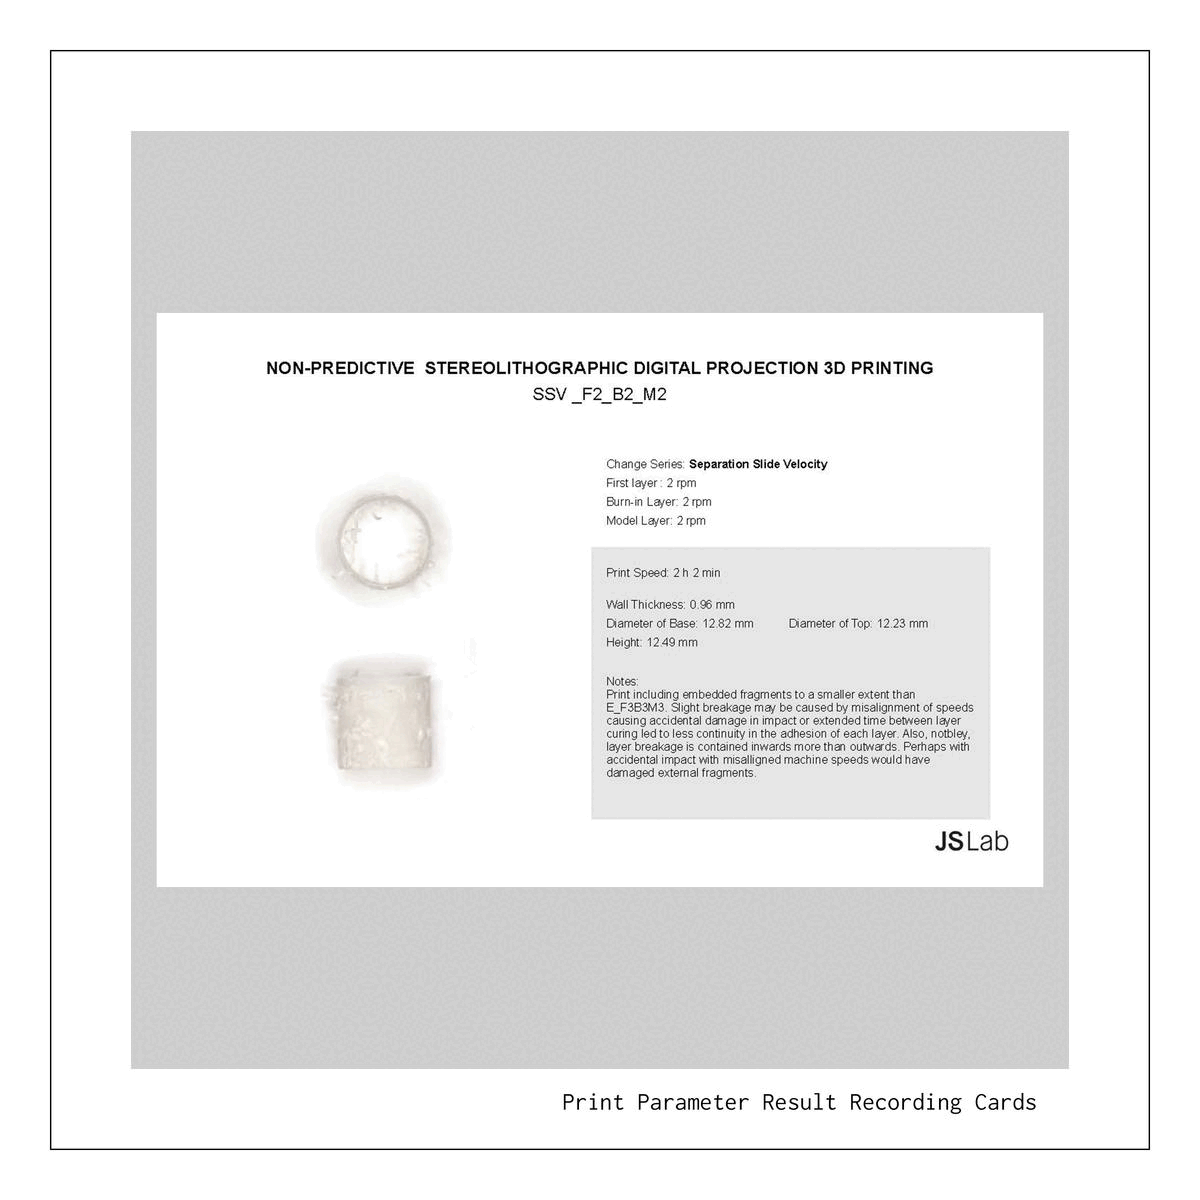 NON-PREDICTIVE  STEREOLITHOGRAPHIC DIGITAL PROJECTION 3D PRINTING
SSV _F2_B2_M2
Change Series: Separation Slide Velocity
First layer : 2 rpm
Burn-in Layer: 2 rpm
Model Layer: 2 rpm
Print Speed: 2 h 2 min
Wall Thickness: 0.96 mm
Diameter of Base: 12.82 mm Diameter of Top: 12.23 mm
Height: 12.49 mm
Notes:
Print including embedded fragments to a smaller extent than
E_F3B3M3. Slight breakage may be caused by misalignment of speeds
causing accidental damage in impact or extended time between layer
curing led to less continuity in the adhesion of each layer. Also, notbley,
layer breakage is contained inwards more than outwards. Perhaps with
accidental impact with misalligned machine speeds would have
damaged external fragments.
JSLab
Print Parameter Result Recording Cards